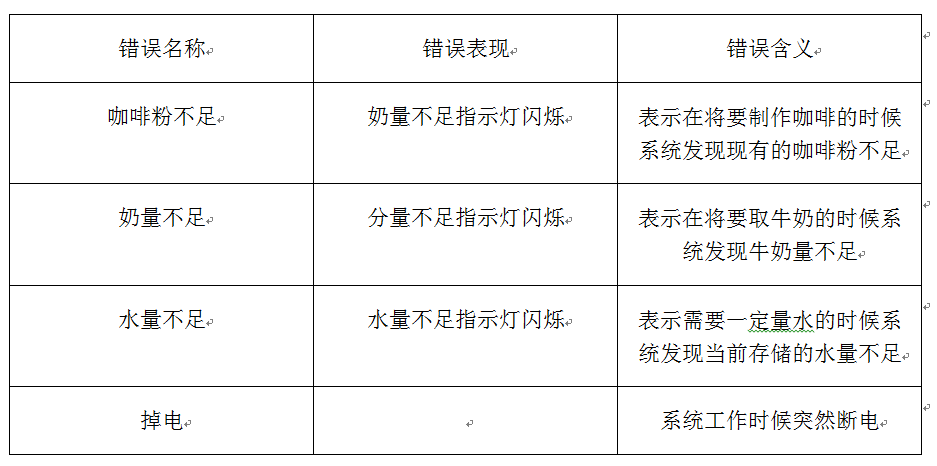 错误名称 错误表现 错误含义
咖啡粉不足 奶量不足指示灯闪烁 表示在将要制作咖啡的时候
系统发现现有的咖啡粉不足
奶量不足 分量不足指示灯闪烁 表示在将要取牛奶的时候系
统发现牛奶量不足
水量不足 水量不足指示灯闪烁 表示需要一定量水的时候系
统发现当前存储的水量不足
掉电 系统工作时候突然断电